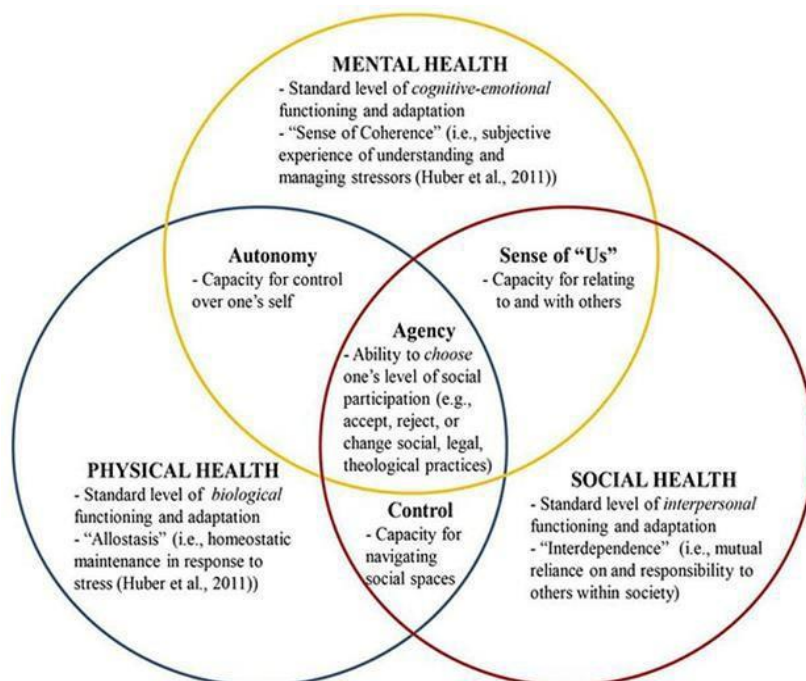 MENTAL HEALTH
- Standard level of cognitive-emotional
functioning and adaptation
- “Sense of Coherence” (i.e., subjective
experience of understanding and
managing stressors (Huber et al., 2011))
Autonomy
- Capacity for control
over one’s self
Sense of “Us”
- Capacity for relating
to and with others
Agency
- Ability to choose
one’s level of social
participation (e.g.,
accept, reject, or
change social, legal,
theological practices)
PHYSICAL HEALTH
- Standard level of biological
functioning and adaptation
- “Allostasis” (i.e., homeostatic
maintenance in response to
stress (Huber et al., 2011))
Control
- Capacity for
navigating
social spaces
SOCIAL HEALTH
- Standard level of interpersonal
functioning and adaptation
- “Interdependence” (i.e., mutual
reliance on and responsibility to
others within society)